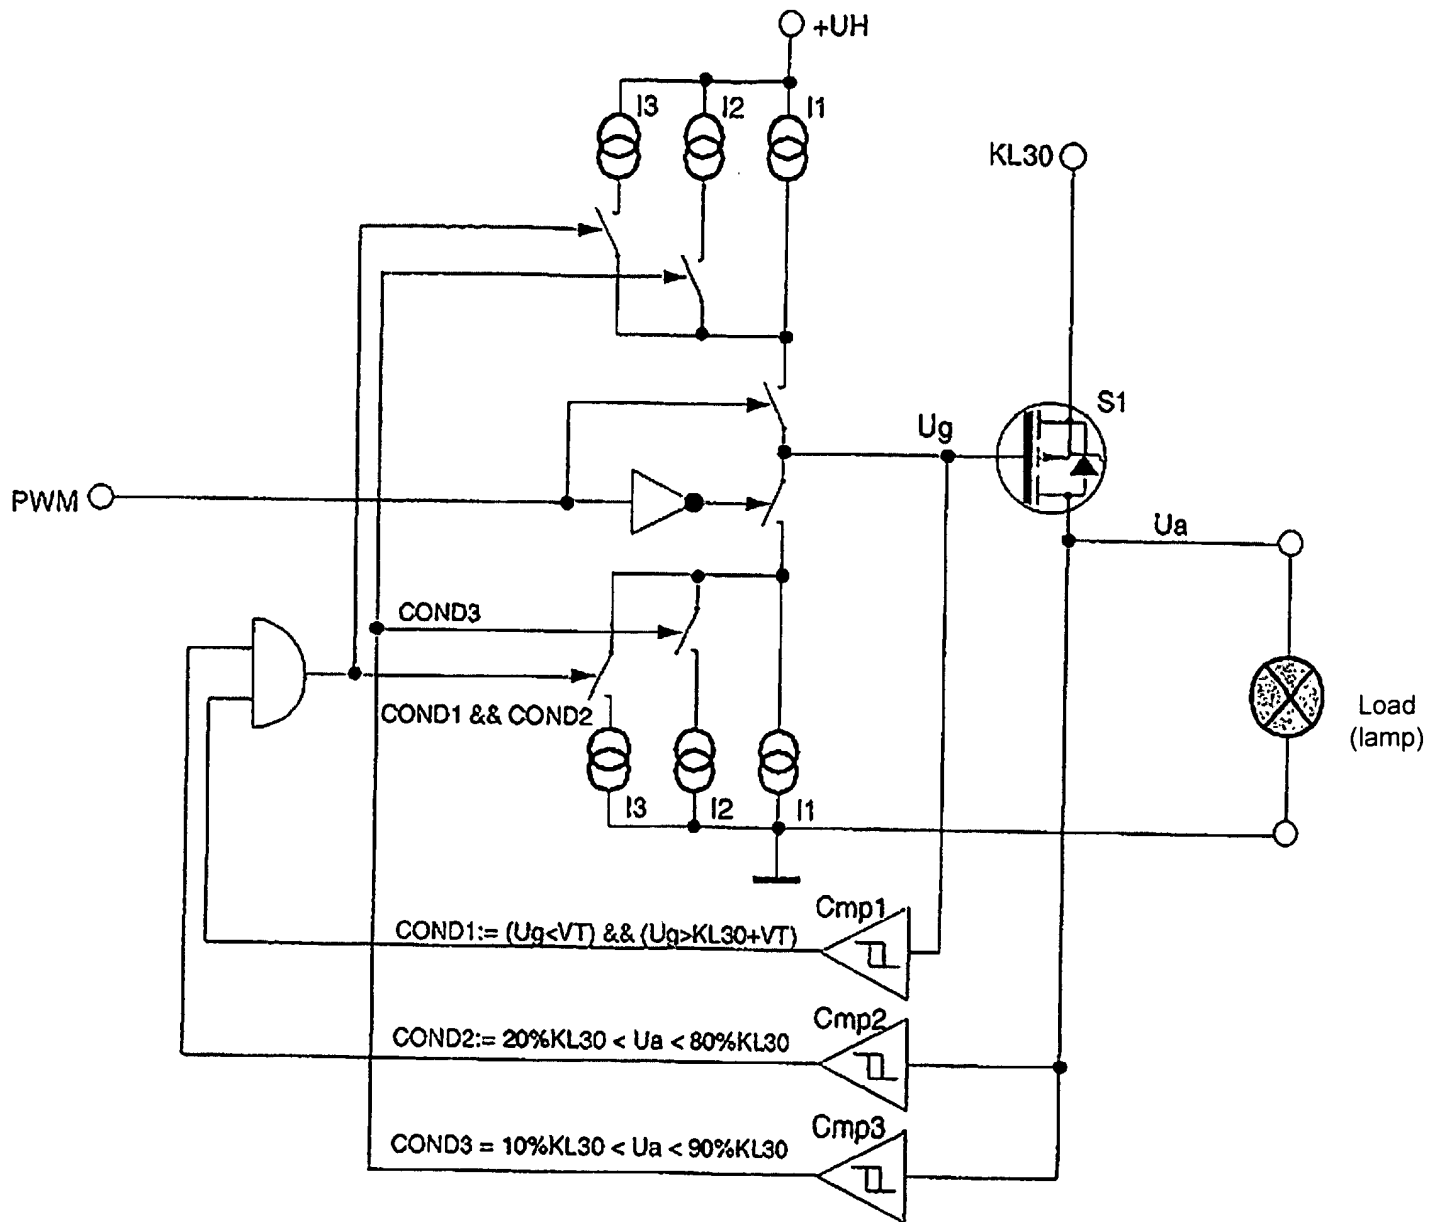 +UH
I3 I2 I1
KL30
S1
Ug
PWM
Ua
COND3
COND1 && COND2
Load
(lamp)
I3 I2 I1
Cmp1
COND1:= (Ug<VT) && (Ug>KL30+VT)
Cmp2
COND2:= 20%KL30 < Ua < 80%KL30
Cmp3
COND3 = 10%KL30 < Ua < 90%KL30